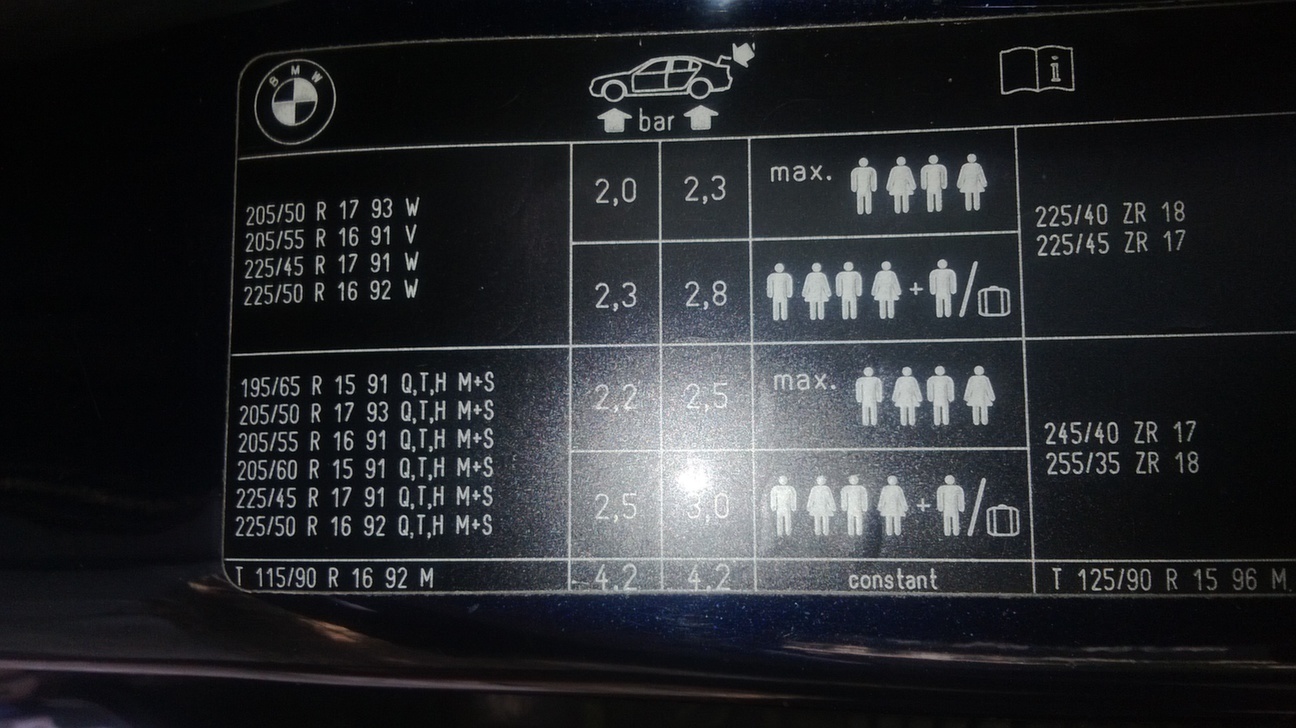 BMW
bar
i
205/50 R 17 93 W
205/55 R 16 91 V
225/45 R 17 91 W
225/50 R 16 92 W
2,0 2,3 max.
2,3 2,8 + /
225/40 ZR 18
225/45 ZR 17
195/65 R 15 91 Q,T,H M+S
205/50 R 17 93 Q,T,H M+S
205/55 R 16 91 Q,T,H M+S
205/60 R 15 91 Q,T,H M+S
225/45 R 17 91 Q,T,H M+S
225/50 R 16 92 Q,T,H M+S
2,2 2,5 max.
2,5 3,0 + /
245/40 ZR 17
255/35 ZR 18
T 115/90 R 16 92 M 4,2 4,2 constant T 125/90 R 15 96 M